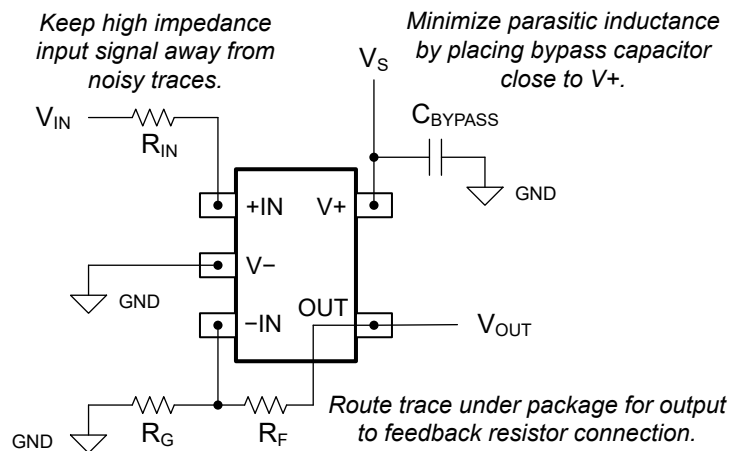 Keep high impedance
input signal away from
noisy traces.
Minimize parasitic inductance
by placing bypass capacitor
close to V+.
VS
VIN
RIN
CBYPASS
GND
+IN
V+
V−
GND
−IN
OUT
VOUT
GND
RG
RF
Route trace under package for output
to feedback resistor connection.